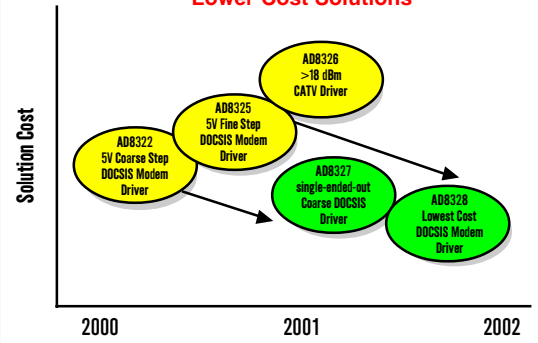 Lower Cost Solutions
Solution Cost
AD8326
>18 dBm
CATV Driver
AD8325
5V Fine Step
DOCSIS Modem
Driver
AD8322
5V Coarse Step
DOCSIS Modem
Driver
AD8327
single-ended-out
Coarse DOCSIS
Driver
AD8328
Lowest Cost
DOCSIS Modem
Driver
2000
2001
2002